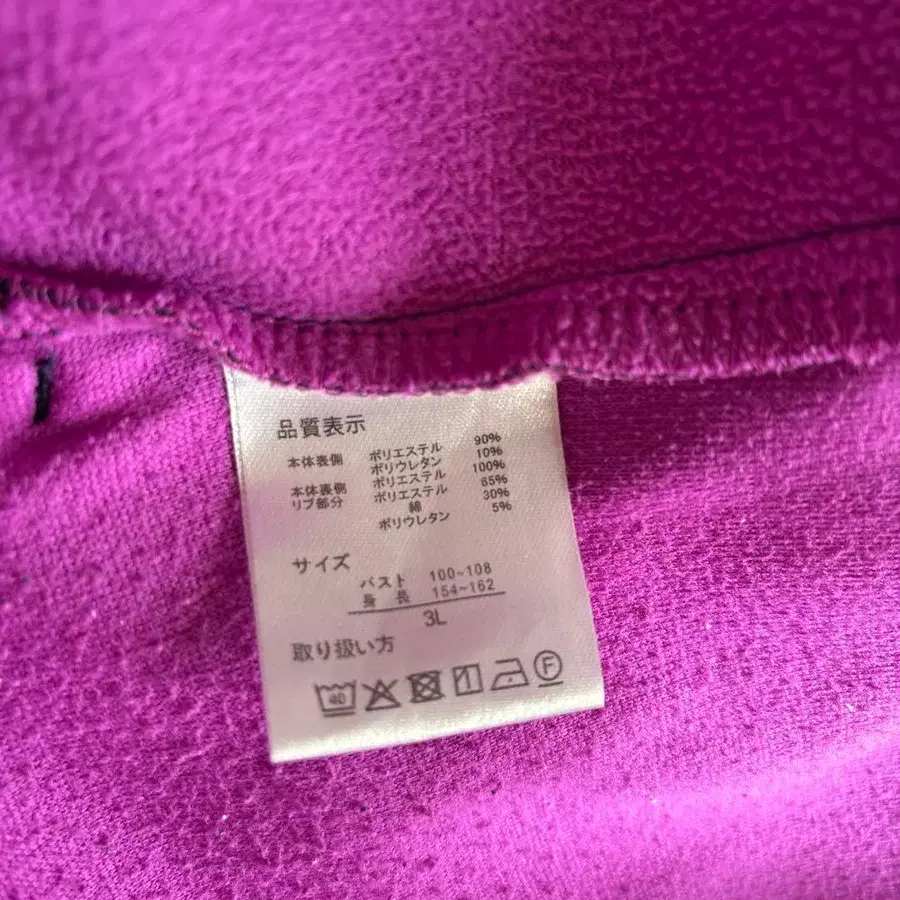 品質表示
本体表側 ポリエステル 90%
ポリウレタン 10%
本体裏側 ポリエステル 100%
リブ部分 ポリエステル 65%
綿 30%
ポリウレタン 5%
サイズ
バスト 100~108
身長 154~162
3L
取り扱い方
40 F